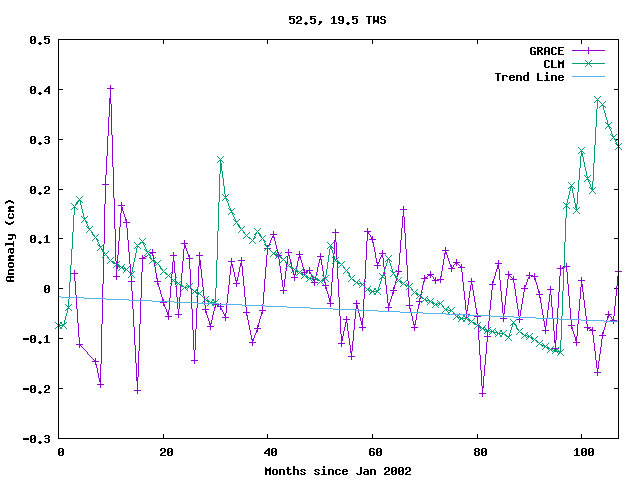 52.5, 19.5 TWS
GRACE
CLM
Trend Line
0.5
0.4
0.3
0.2
0.1
0
-0.1
-0.2
-0.3
Anomaly (cm)
0 20 40 60 80 100
Months since Jan 2002